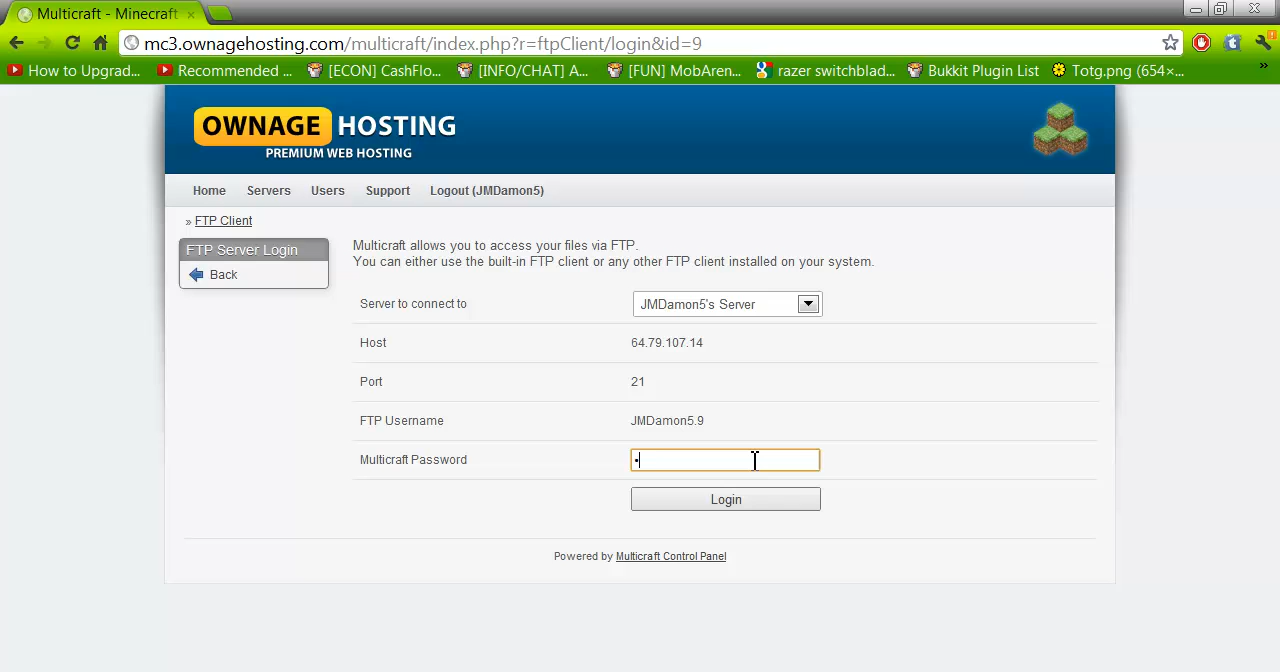 Multicraft - Minecraft
mc3.ownagehosting.com/multicraft/index.php?r=ftpClient/login&id=9
How to Upgrad... Recommended ... [ECON] CashFlo... [INFO/CHAT] A... [FUN] MobAren... razer switchblad... Bukkit Plugin List Totg.png (654×... »
OWNAGE HOSTING
PREMIUM WEB HOSTING
Home Servers Users Support Logout (JMDamon5)
» FTP Client
FTP Server Login
Back
Multicraft allows you to access your files via FTP.
You can either use the built-in FTP client or any other FTP client installed on your system.
Server to connect to JMDamon5's Server
Host 64.79.107.14
Port 21
FTP Username JMDamon5.9
Multicraft Password •
Login
Powered by Multicraft Control Panel